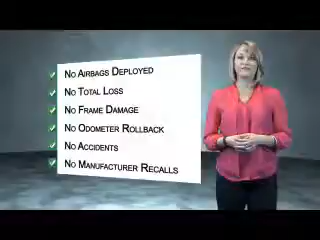 No Airbags Deployed
No Total Loss
No Frame Damage
No Odometer Rollback
No Accidents
No Manufacturer Recalls